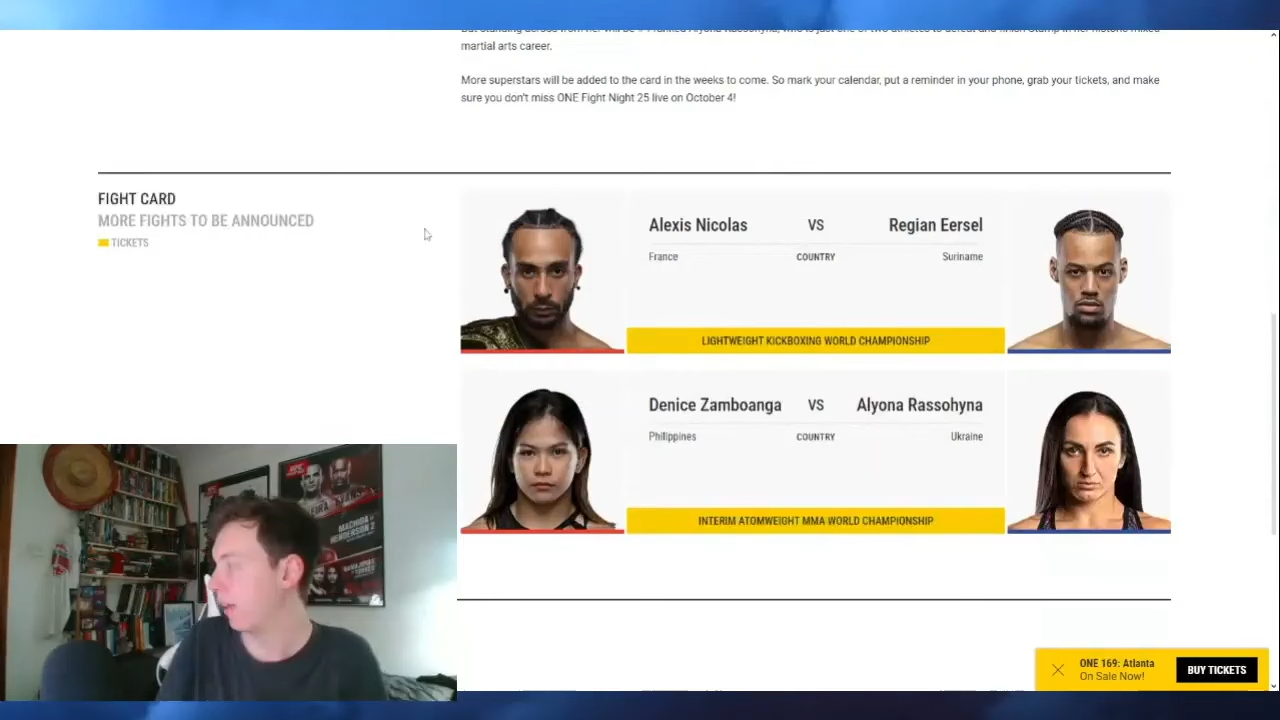 martial arts career.
More superstars will be added to the card in the weeks to come. So mark your calendar, put a reminder in your phone, grab your tickets, and make
sure you don't miss ONE Fight Night 25 live on October 4!
FIGHT CARD
MORE FIGHTS TO BE ANNOUNCED
TICKETS
Alexis Nicolas VS Regian Eersel
France COUNTRY Suriname
LIGHTWEIGHT KICKBOXING WORLD CHAMPIONSHIP
Denice Zamboanga VS Alyona Rassohyna
Philippines COUNTRY Ukraine
INTERIM ATOMWEIGHT MMA WORLD CHAMPIONSHIP
MACHIDA
HENDERSON 2
ONE 169: Atlanta
On Sale Now!
BUY TICKETS